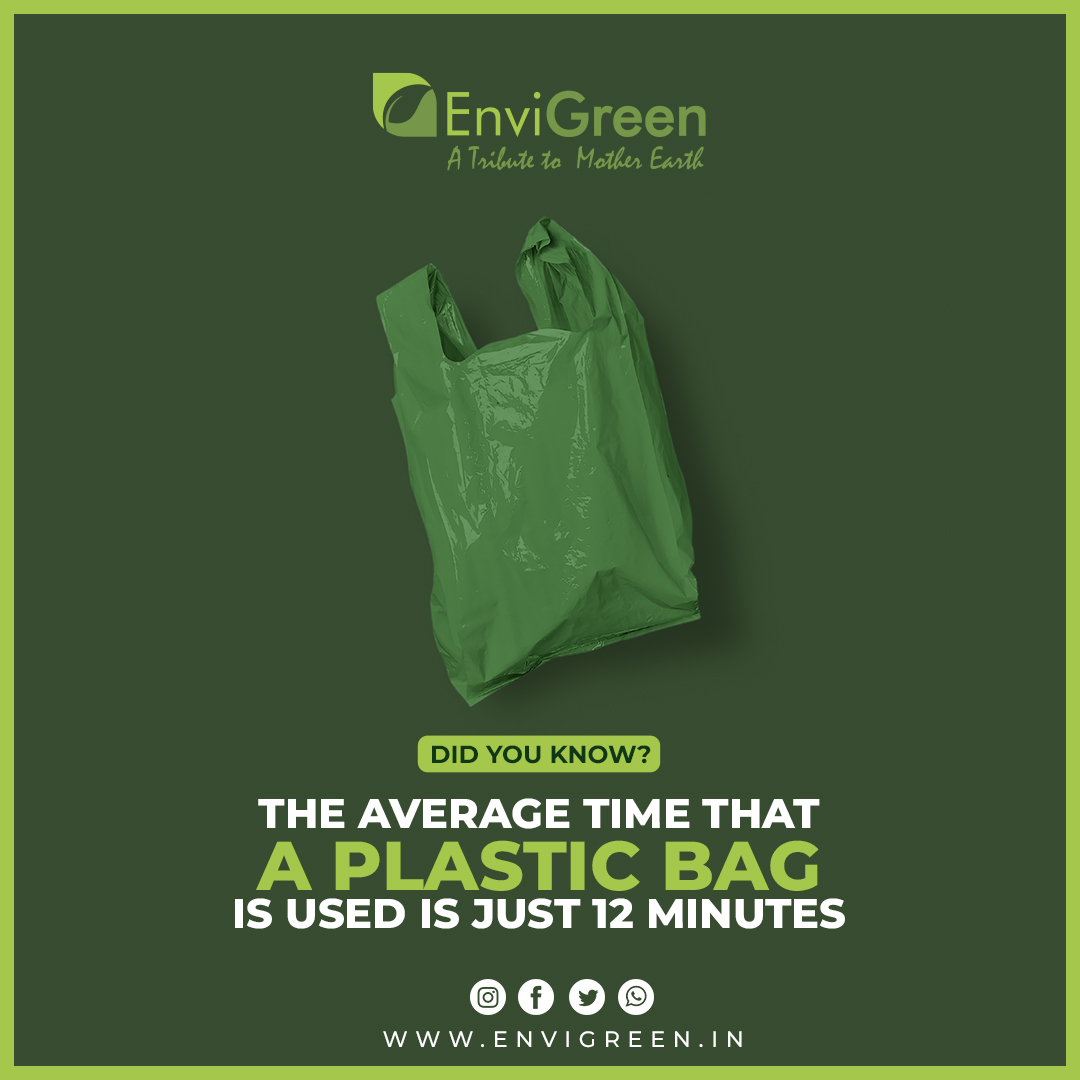 EnviGreen
A Tribute to Mother Earth
DID YOU KNOW?
THE AVERAGE TIME THAT
A PLASTIC BAG
IS USED IS JUST 12 MINUTES
WWW.ENVIGREEN.IN